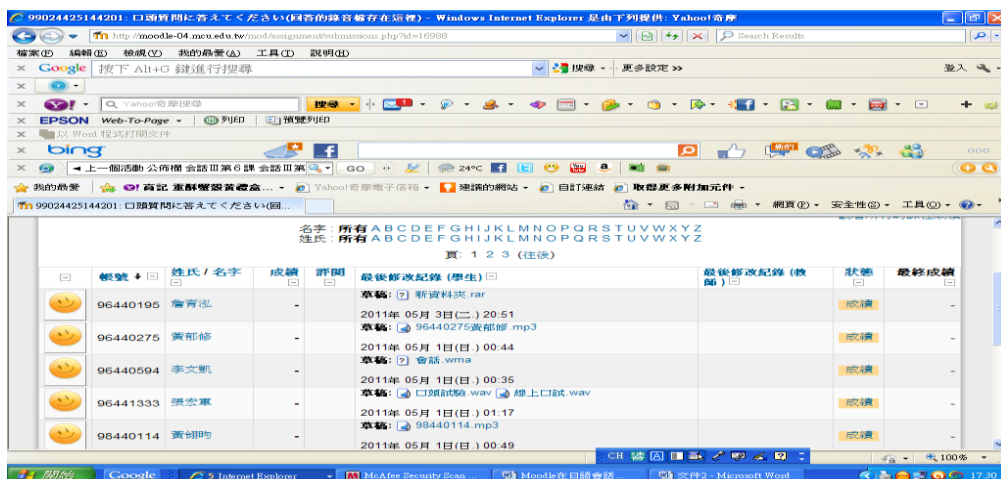 99024425144201: 口頭質問に答えてください(回答的錄音檔存在這裡) - Windows Internet Explorer 是由下列提供: Yahoo!奇摩
http://moodle-04.mcu.edu.tw/mod/assignment/submissions.php?id=16988
Search Results
檔案(F) 編輯(E) 檢視(V) 我的最愛(A) 工具(T) 說明(H)
Google 按下 Alt+G 鍵進行搜尋 搜尋 更多設定 >> 登入
Yahoo!奇摩搜尋 搜尋
EPSON Web-To-Page 列印 預覽列印
以 Word 程式打開文件
bing
上一個活動 公佈欄 会話Ⅲ第6課 会話Ⅲ第 GO 24°C
我的最愛 Yahoo!奇摩電子信箱 建議的網站 自訂連結 取得更多附加元件
99024425144201: 口頭質問に答えてください(回... 網頁(P) 安全性(S) 工具(O)
名字 : 所有 A B C D E F G H I J K L M N O P Q R S T U V W X Y Z
姓氏 : 所有 A B C D E F G H I J K L M N O P Q R S T U V W X Y Z
頁: 1 2 3 (往後)
帳號 姓氏 / 名字 成績 評閱 最後修改紀錄 (學生) 最後修改紀錄 (教師) 狀態 最終成績
草稿: 新資料夾.rar
96440195 詹育泓 - 成績 -
2011年 05月 3日(二.) 20:51
草稿: 96440275黃郁修.mp3
96440275 黃郁修 - 成績 -
2011年 05月 1日(日.) 00:44
草稿: 會話.wma
96440594 李文凱 - 成績 -
2011年 05月 1日(日.) 00:35
草稿: 口頭試驗.wav 線上口試.wav
96441333 張宏軍 - 成績 -
2011年 05月 1日(日.) 01:17
草稿: 98440114.mp3
98440114 黃翊昀 - 成績 -
2011年 05月 1日(日.) 00:49
CH
100%
開始 Google 5 Internet Explorer McAfee Security Scan ... Moodle在日語會話... 文件2 - Microsoft Word 17:30